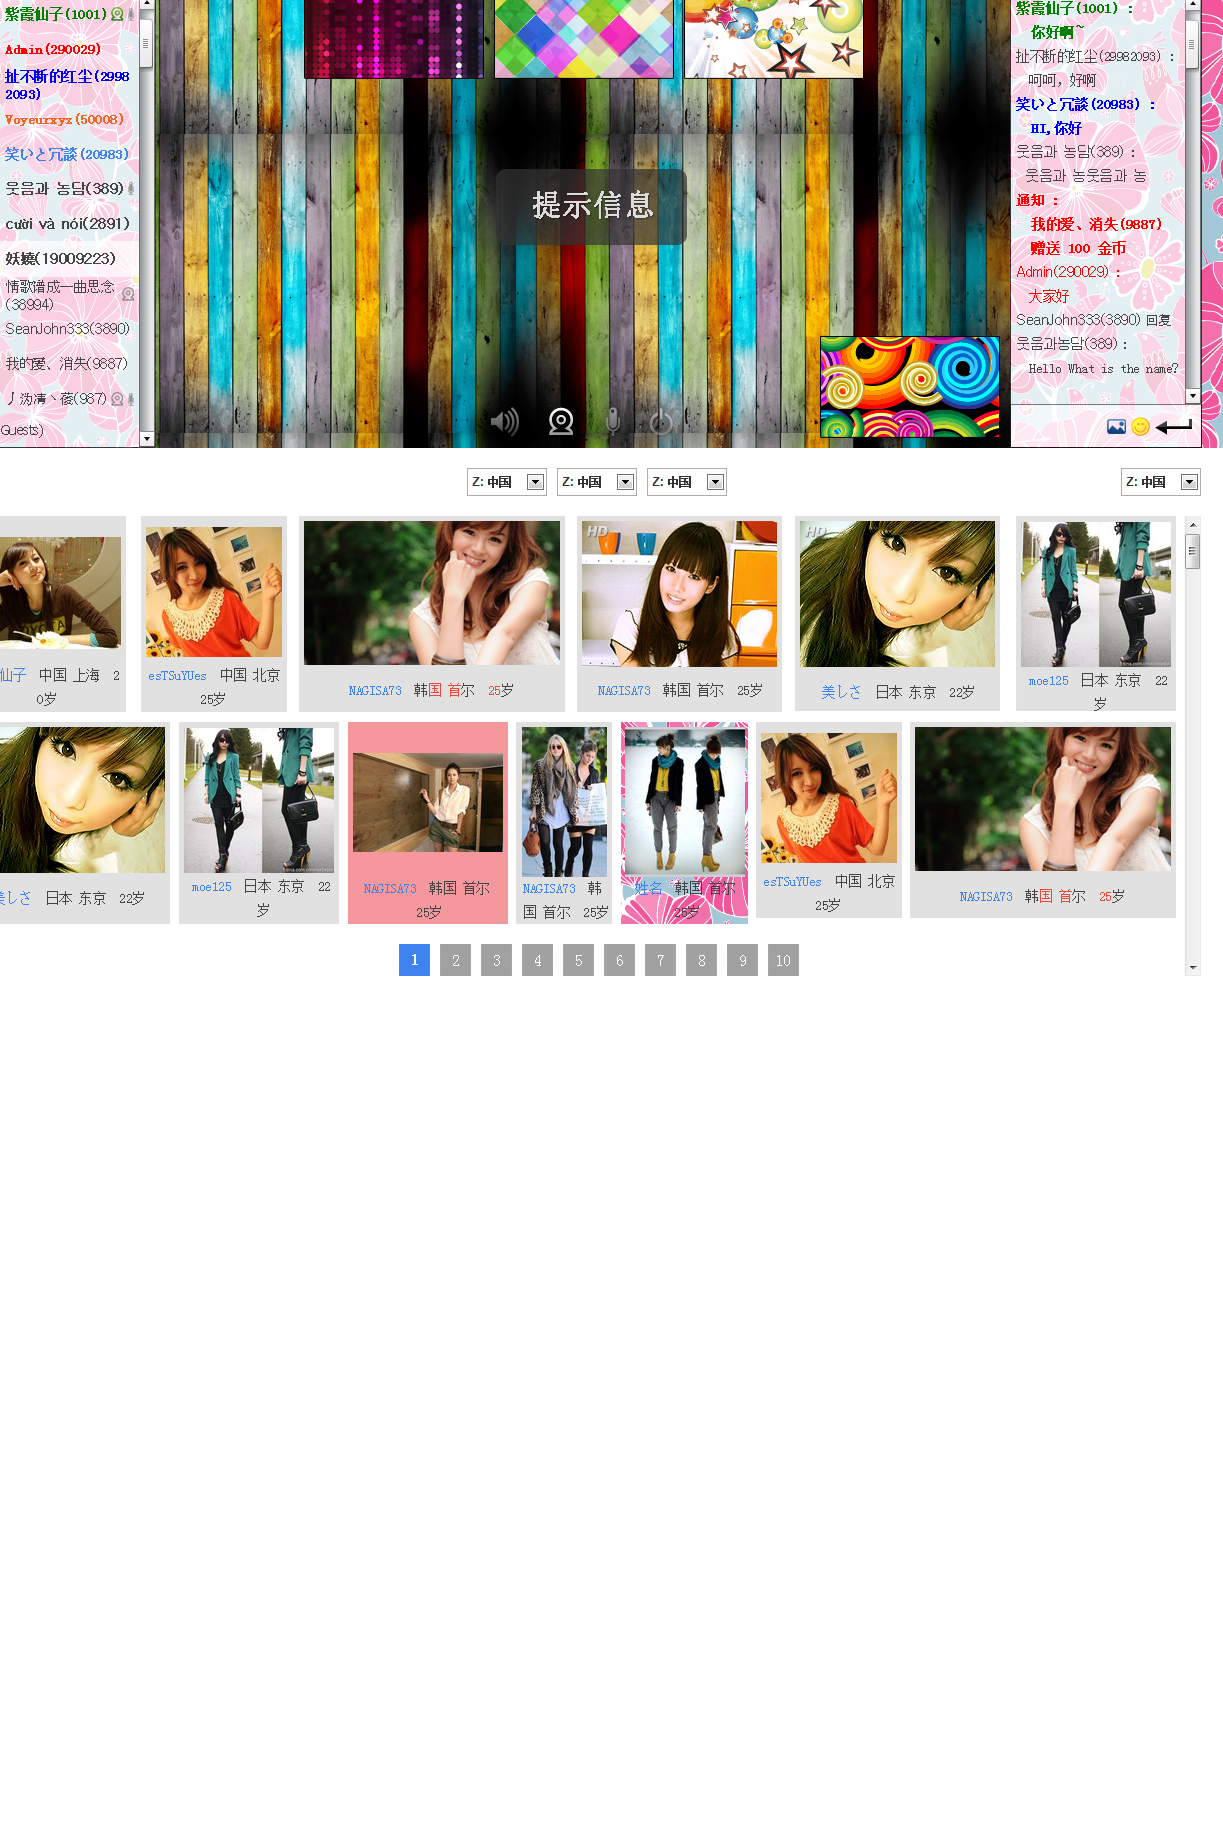 紫霞仙子(1001)
Admin(290029)
扯不断的红尘(2998
2093)
Voyeurxyz(50008)
笑いと冗談(20983)
웃음과 농담(389)
cười và nói(2891)
妖嬈(19009223)
情歌谱成一曲思念
(38994)
SeanJohn333(3890)
我的爱、消失(9887)
Guests)
提示信息
紫霞仙子(1001) :
你好啊~
扯不断的红尘(29982093) :
呵呵, 好啊
笑いと冗談(20983) :
HI,你好
웃음과 농담(389) :
웃음과 농웃음과 농
通知 :
我的爱、消失(9887)
赠送 100 金币
Admin(290029) :
大家好
SeanJohn333(3890) 回复
웃음과농담(389) :
Hello What is the name?
Z: 中国
Z: 中国
Z: 中国
Z: 中国
HD
HD
仙子 中国 上海 2
0岁
esTSuYUes 中国 北京
25岁
NAGISA73 韩国 首尔 25岁
NAGISA73 韩国 首尔 25岁
美しさ 日本 东京 22岁
moe125 日本 东京 22
岁
美しさ 日本 东京 22岁
moe125 日本 东京 22
岁
NAGISA73 韩国 首尔
25岁
NAGISA73 韩
国 首尔 25岁
姓名 韩国 首尔
25岁
esTSuYUes 中国 北京
25岁
NAGISA73 韩国 首尔 25岁
1 2 3 4 5 6 7 8 9 10